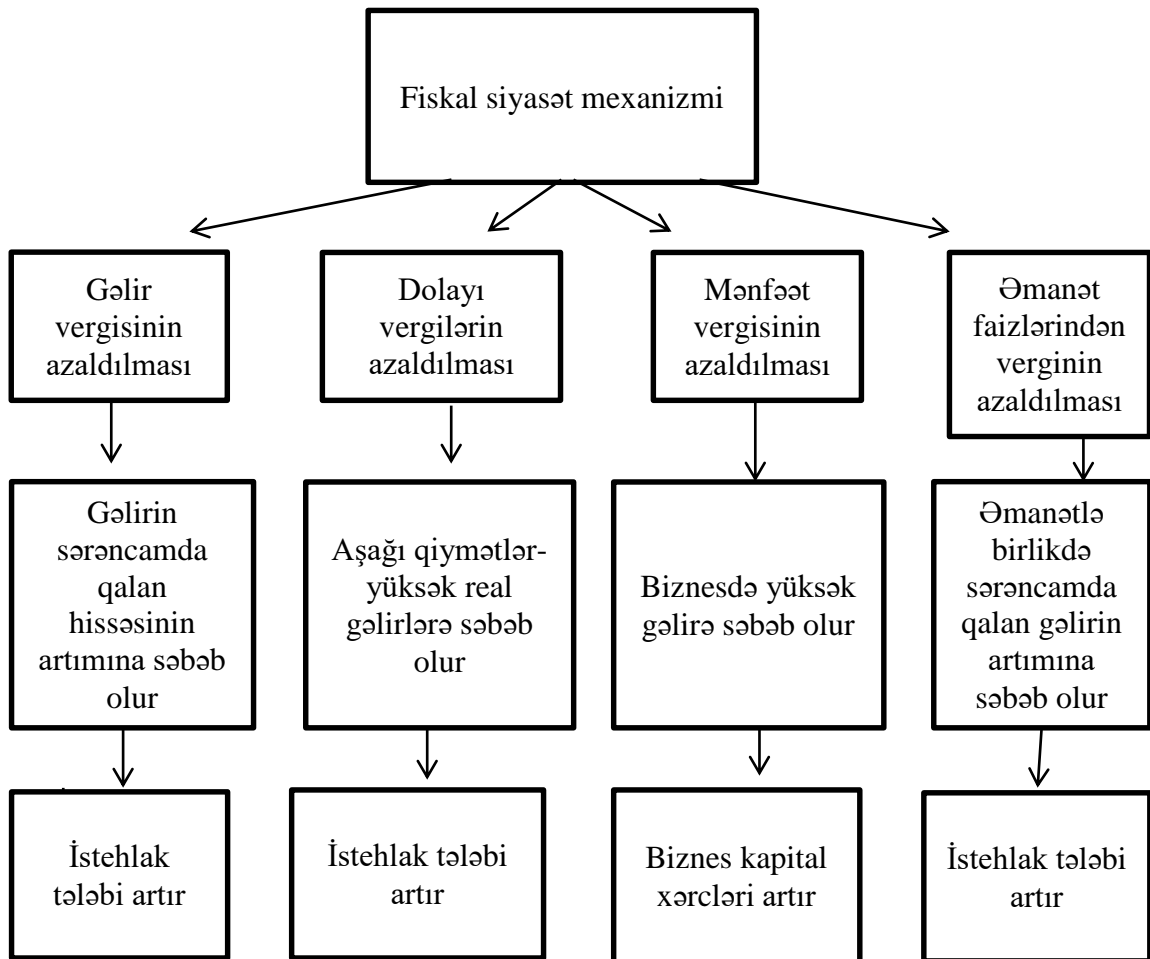 Fiskal siyasət mexanizmi
Gəlir
vergisinin
azaldılması
Dolayı
vergilərin
azaldılması
Mənfəət
vergisinin
azaldılması
Əmanət
faizlərindən
verginin
azaldılması
Gəlirin
sərəncamda
qalan
hissəsinin
artımına səbəb
olur
Aşağı qiymətlər-
yüksək real
gəlirlərə səbəb
olur
Biznesdə yüksək
gəlirə səbəb olur
Əmanətlə
birlikdə
sərəncamda
qalan gəlirin
artımına
səbəb olur
İstehlak
tələbi artır
İstehlak tələbi
artır
Biznes kapital
xərcləri artır
İstehlak tələbi
artır